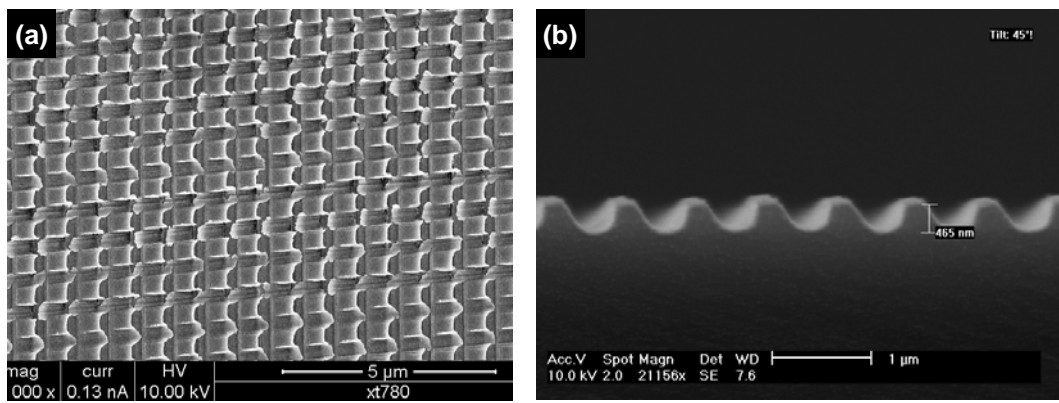 (a)
mag curr HV 5 µm
000 x 0.13 nA 10.00 kV xt780
(b)
Tilt: 45°!
465 nm
Acc.V Spot Magn Det WD 1 µm
10.0 kV 2.0 21156x SE 7.6